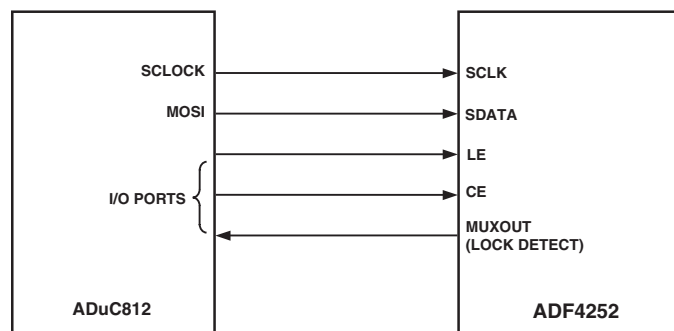 SCLOCK
SCLK
MOSI
SDATA
LE
I/O PORTS
CE
MUXOUT
(LOCK DETECT)
ADuC812
ADF4252